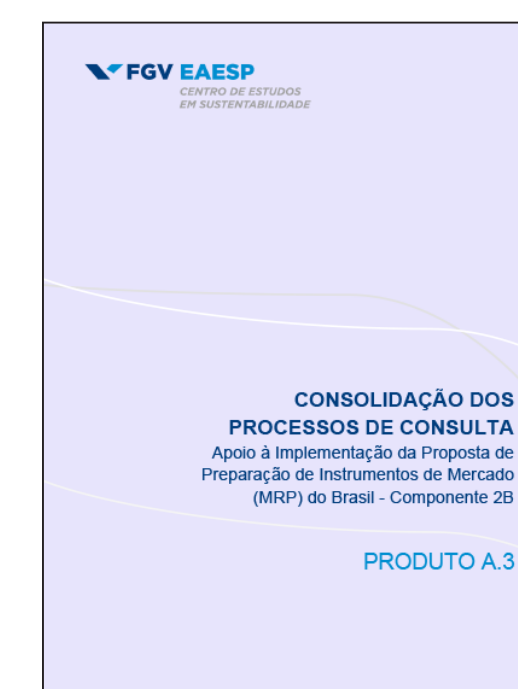 FGV EAESP
CENTRO DE ESTUDOS
EM SUSTENTABILIDADE
CONSOLIDAÇÃO DOS
PROCESSOS DE CONSULTA
Apoio à Implementação da Proposta de
Preparação de Instrumentos de Mercado
(MRP) do Brasil - Componente 2B
PRODUTO A.3